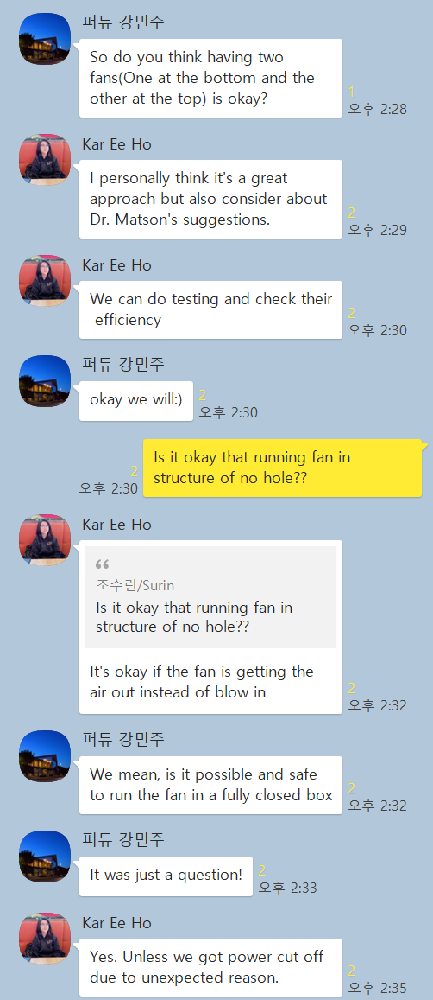 퍼듀 강민주
So do you think having two
fans(One at the bottom and the
other at the top) is okay?
1
오후 2:28
Kar Ee Ho
I personally think it's a great
approach but also consider about
Dr. Matson's suggestions.
2
오후 2:29
Kar Ee Ho
We can do testing and check their
efficiency
2
오후 2:30
퍼듀 강민주
okay we will:)
2
오후 2:30
Is it okay that running fan in
structure of no hole??
2
오후 2:30
Kar Ee Ho
조수린/Surin
Is it okay that running fan in
structure of no hole??
It's okay if the fan is getting the
air out instead of blow in
2
오후 2:32
퍼듀 강민주
We mean, is it possible and safe
to run the fan in a fully closed box
2
오후 2:32
퍼듀 강민주
It was just a question!
2
오후 2:33
Kar Ee Ho
Yes. Unless we got power cut off
due to unexpected reason.
2
오후 2:35